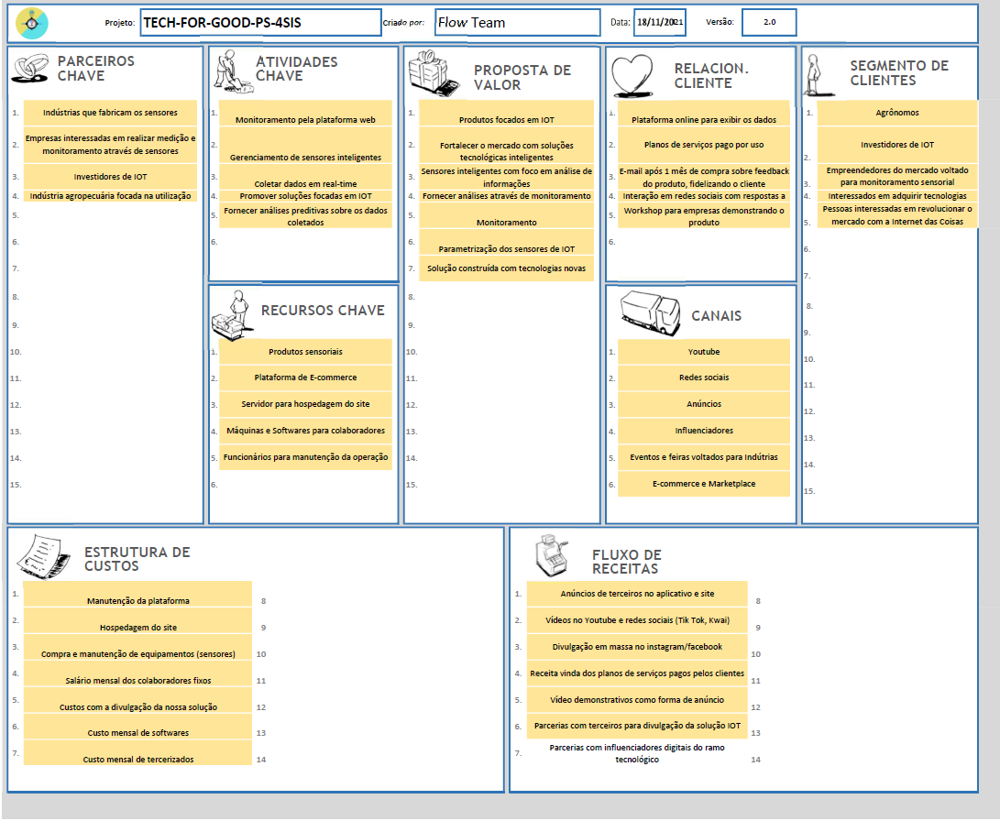 Projeto: TECH-FOR-GOOD-PS-4SIS Criado por: Flow Team Data: 18/11/2021 Versão: 2.0
PARCEIROS
CHAVE
1. Indústrias que fabricam os sensores
2. Empresas interessadas em realizar medição e
monitoramento através de sensores
3. Investidores de IOT
4. Indústria agropecuária focada na utilização
5.
6.
7.
8.
9.
10.
11.
12.
13.
14.
15.
ATIVIDADES
CHAVE
1. Monitoramento pela plataforma web
2. Gerenciamento de sensores inteligentes
3. Coletar dados em real-time
4. Promover soluções focadas em IOT
5. Fornecer análises preditivas sobre os dados
coletados
6.
RECURSOS CHAVE
1. Produtos sensoriais
2. Plataforma de E-commerce
3. Servidor para hospedagem do site
4. Máquinas e Softwares para colaboradores
5. Funcionários para manutenção da operação
6.
PROPOSTA DE
VALOR
1. Produtos focados em IOT
2. Fortalecer o mercado com soluções
tecnológicas inteligentes
3. Sensores inteligentes com foco em análise de
informações
4. Fornecer análises através de monitoramento
5. Monitoramento
6. Parametrização dos sensores de IOT
7. Solução construída com tecnologias novas
8.
9.
10.
11.
12.
13.
14.
15.
RELACION.
CLIENTE
1. Plataforma online para exibir os dados
2. Planos de serviços pago por uso
3. E-mail após 1 mês de compra sobre feedback
do produto, fidelizando o cliente
4. Interação em redes sociais com respostas a
5. Workshop para empresas demonstrando o
produto
6.
CANAIS
1. Youtube
2. Redes sociais
3. Anúncios
4. Influenciadores
5. Eventos e feiras voltados para Indútrias
6. E-commerce e Marketplace
SEGMENTO DE
CLIENTES
1. Agrônomos
2. Investidores de IOT
3. Empreendedores do mercado voltado
para monitoramento sensorial
4. Interessados em adquirir tecnologias
5. Pessoas interessadas em revolucionar o
mercado com a Internet das Coisas
6.
7.
8.
9.
10.
11.
12.
13.
14.
15.
ESTRUTURA DE
CUSTOS
1. Manutenção da plataforma 8
2. Hospedagem do site 9
3. Compra e manutenção de equipamentos (sensores) 10
4. Salário mensal dos colaboradores fixos 11
5. Custos com a divulgação da nossa solução 12
6. Custo mensal de softwares 13
7. Custo mensal de tercerizados 14
FLUXO DE
RECEITAS
1. Anúncios de terceiros no aplicativo e site 8
2. Vídeos no Youtube e redes sociais (Tik Tok, Kwai) 9
3. Divulgação em massa no instagram/facebook 10
4. Receita vinda dos planos de serviços pagos pelos clientes 11
5. Vídeo demonstrativos como forma de anúncio 12
6. Parcerias com terceiros para divulgação da solução IOT 13
7. Parcerias com influenciadores digitais do ramo
tecnológico 14